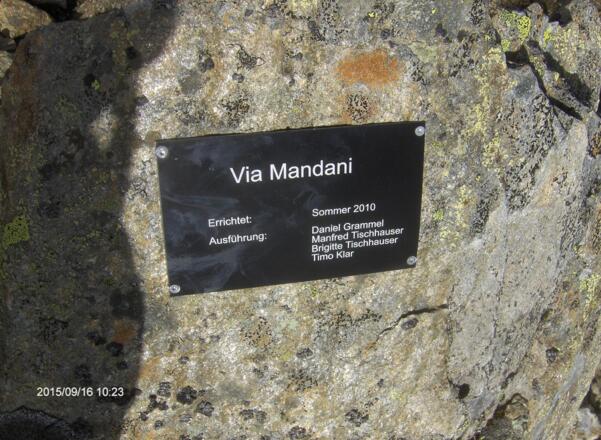 Via Mandani
Errichtet: Sommer 2010
Ausführung: Daniel Grammel
Manfred Tischhauser
Brigitte Tischhauser
Timo Klar
2015/09/16 10:23